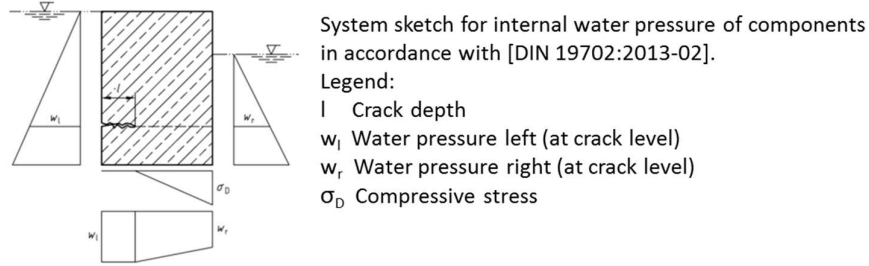 System sketch for internal water pressure of components
in accordance with [DIN 19702:2013-02].
Legend:
l Crack depth
wl Water pressure left (at crack level)
wr Water pressure right (at crack level)
σD Compressive stress
l
wl
wr
σD
wl
wr